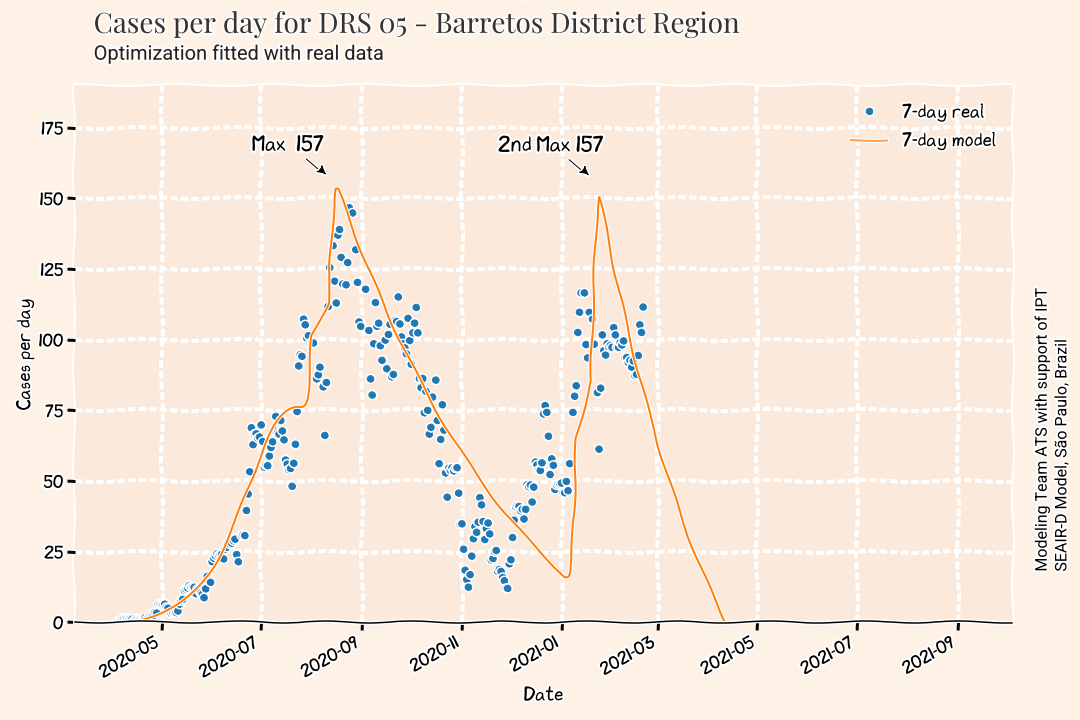 Cases per day for DRS 05 - Barretos District Region
Optimization fitted with real data
7-day real
7-day model
Max 157
2nd Max 157
175
150
125
100
75
50
25
0
Cases per day
2020-05
2020-07
2020-09
2020-11
2021-01
2021-03
2021-05
2021-07
2021-09
Date
Modeling Team ATS with support of IPT
SEAIR-D Model, São Paulo, Brazil